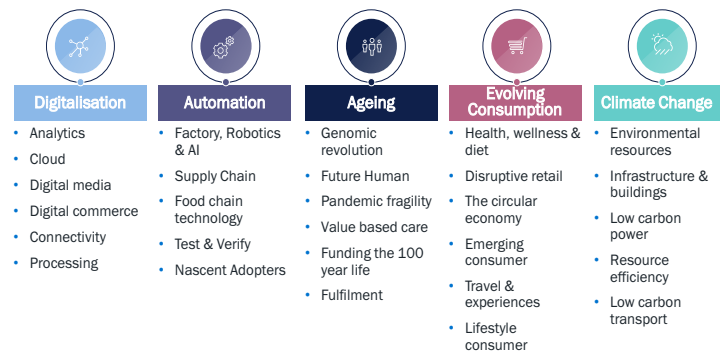 Digitalisation
• Analytics
• Cloud
• Digital media
• Digital commerce
• Connectivity
• Processing
Automation
• Factory, Robotics
& AI
• Supply Chain
• Food chain
technology
• Test & Verify
• Nascent Adopters
Ageing
• Genomic
revolution
• Future Human
• Pandemic fragility
• Value based care
• Funding the 100
year life
• Fulfilment
Evolving
Consumption
• Health, wellness &
diet
• Disruptive retail
• The circular
economy
• Emerging
consumer
• Travel &
experiences
• Lifestyle
consumer
Climate Change
• Environmental
resources
• Infrastructure &
buildings
• Low carbon
power
• Resource
efficiency
• Low carbon
transport